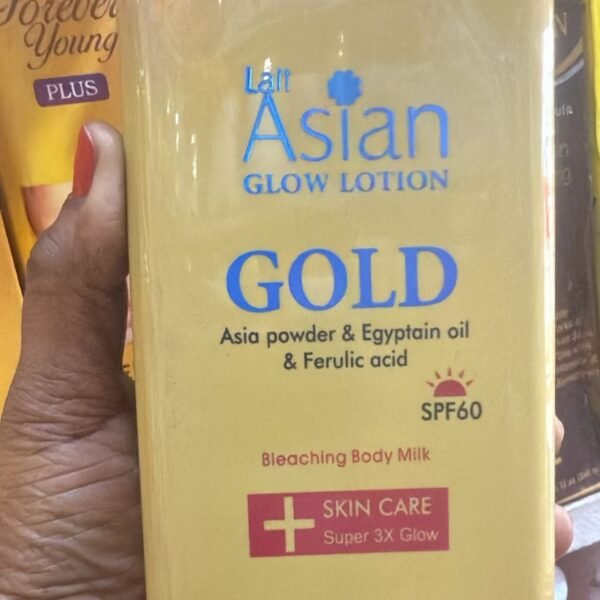 Forever
Young
PLUS
Lait
Asian
GLOW LOTION
GOLD
Asia powder & Egyptain oil
& Ferulic acid
SPF60
Bleaching Body Milk
SKIN CARE
Super 3X Glow